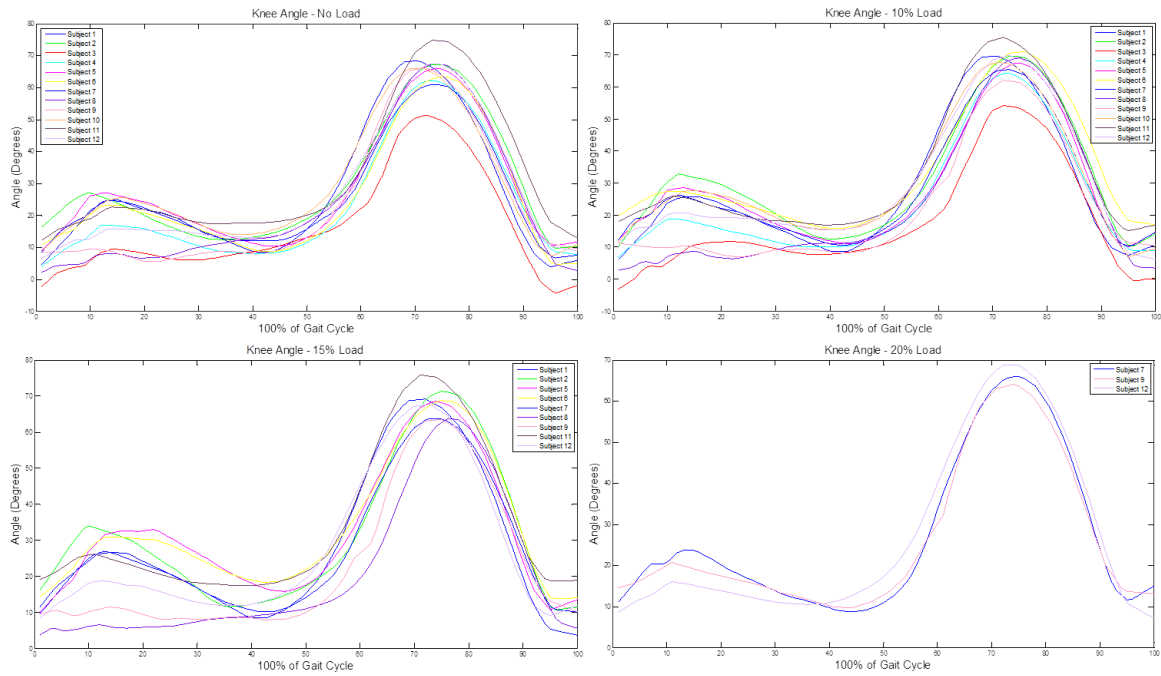 Knee Angle - No Load
80
70
60
50
40
30
20
10
0
-10
Angle (Degrees)
Subject 1
Subject 2
Subject 3
Subject 4
Subject 5
Subject 6
Subject 7
Subject 8
Subject 9
Subject 10
Subject 11
Subject 12
0 10 20 30 40 50 60 70 80 90 100
100% of Gait Cycle
Knee Angle - 10% Load
80
70
60
50
40
30
20
10
0
-10
Angle (Degrees)
Subject 1
Subject 2
Subject 3
Subject 4
Subject 5
Subject 6
Subject 7
Subject 8
Subject 9
Subject 10
Subject 11
Subject 12
0 10 20 30 40 50 60 70 80 90 100
100% of Gait Cycle
Knee Angle - 15% Load
80
70
60
50
40
30
20
10
0
Angle (Degrees)
Subject 1
Subject 2
Subject 5
Subject 6
Subject 7
Subject 8
Subject 9
Subject 11
Subject 12
0 10 20 30 40 50 60 70 80 90 100
100% of Gait Cycle
Knee Angle - 20% Load
70
60
50
40
30
20
10
0
Angle (Degrees)
Subject 7
Subject 9
Subject 12
0 10 20 30 40 50 60 70 80 90 100
100% of Gait Cycle